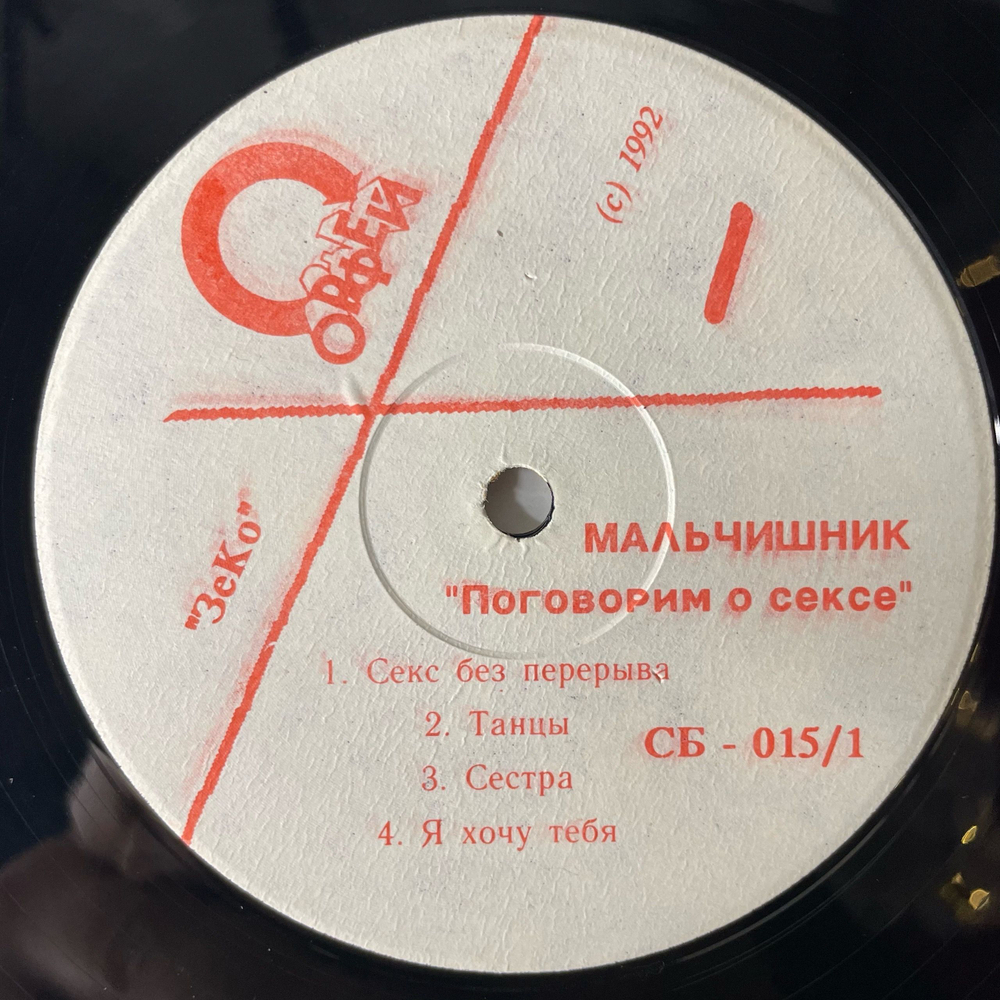 ОРФЕЙ
(c) 1992
I
"ЗеКо"
МАЛЬЧИШНИК
"Поговорим о сексе"
1. Секс без перерыва
2. Танцы
СБ - 015/1
3. Сестра
4. Я хочу тебя